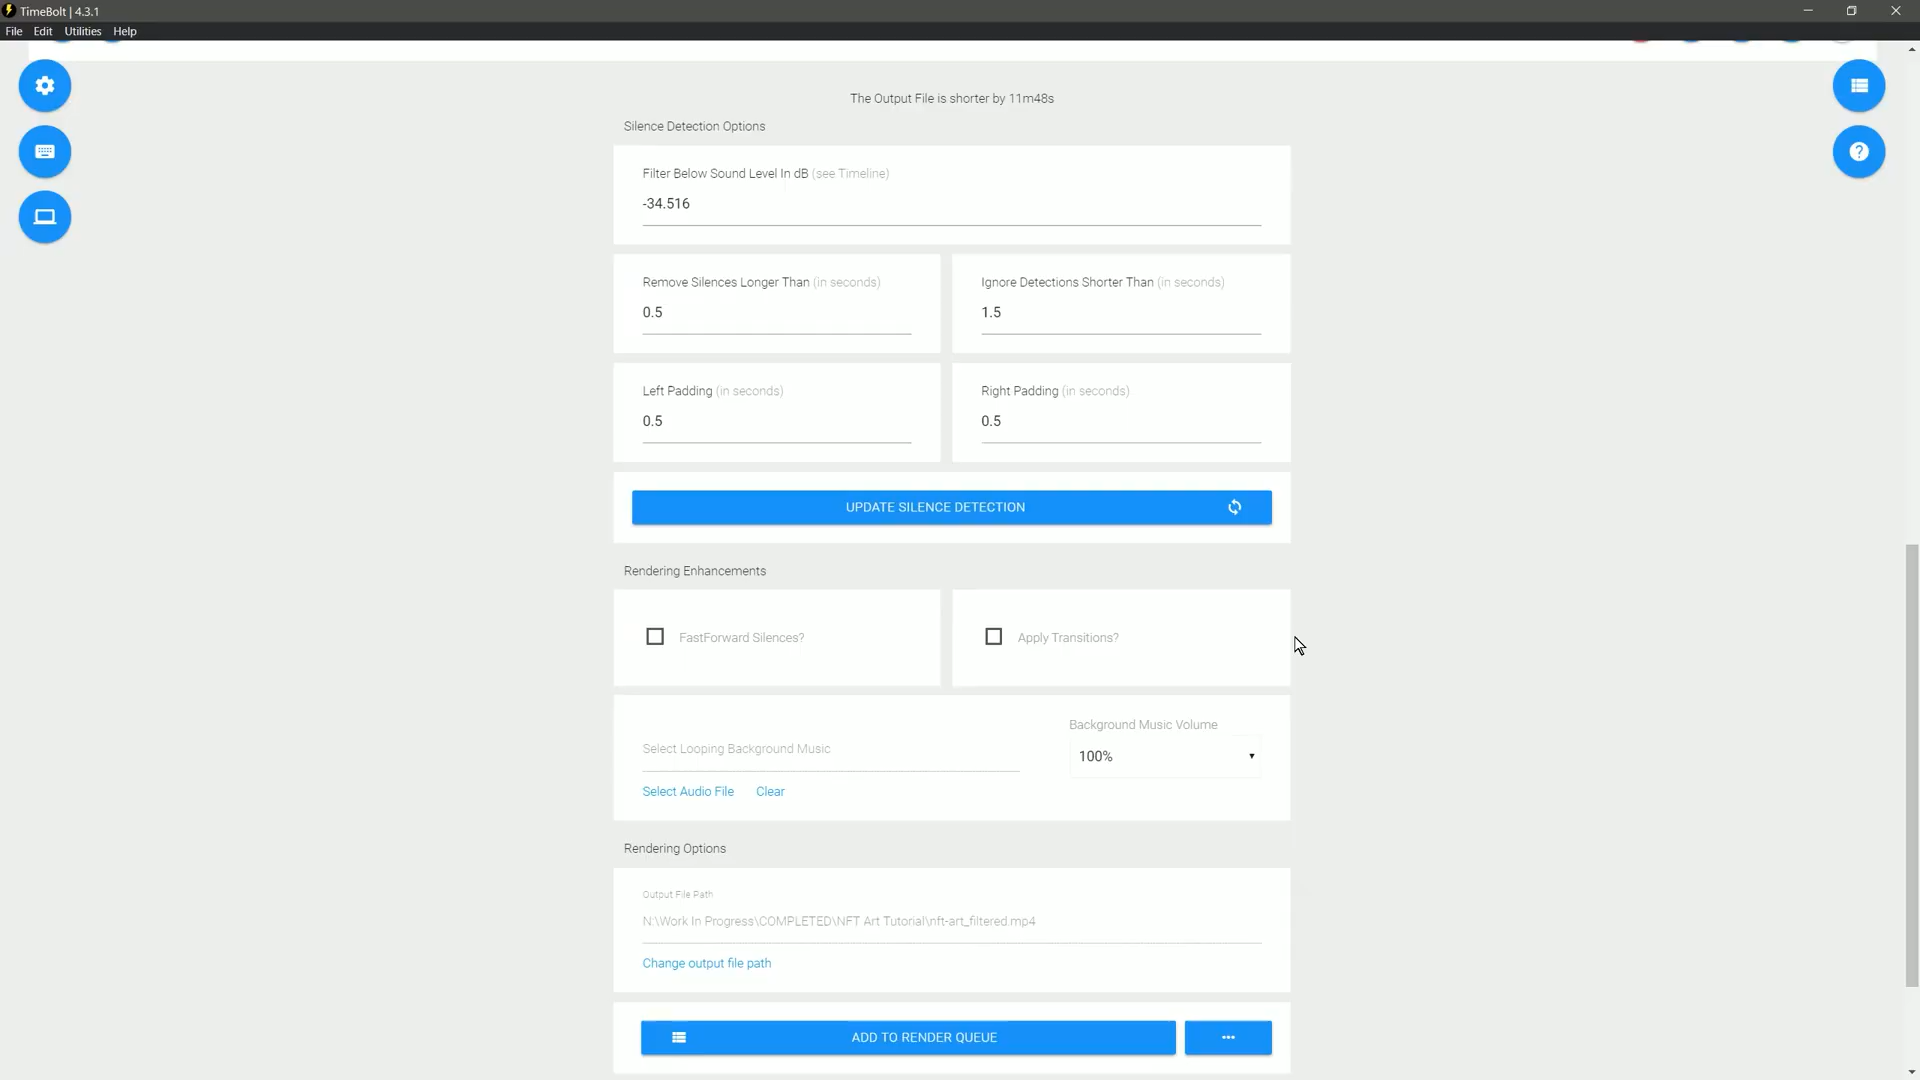 TimeBolt | 4.3.1
File Edit Utilities Help
The Output File is shorter by 11m48s
Silence Detection Options
Filter Below Sound Level In dB (see Timeline)
-34.516
Remove Silences Longer Than (in seconds)
0.5
Ignore Detections Shorter Than (in seconds)
1.5
Left Padding (in seconds)
0.5
Right Padding (in seconds)
0.5
UPDATE SILENCE DETECTION
Rendering Enhancements
FastForward Silences?
Apply Transitions?
Background Music Volume
Select Looping Background Music
100%
Select Audio File Clear
Rendering Options
Output File Path
N:\Work In Progress\COMPLETED\NFT Art Tutorial\nft-art_filtered.mp4
Change output file path
ADD TO RENDER QUEUE